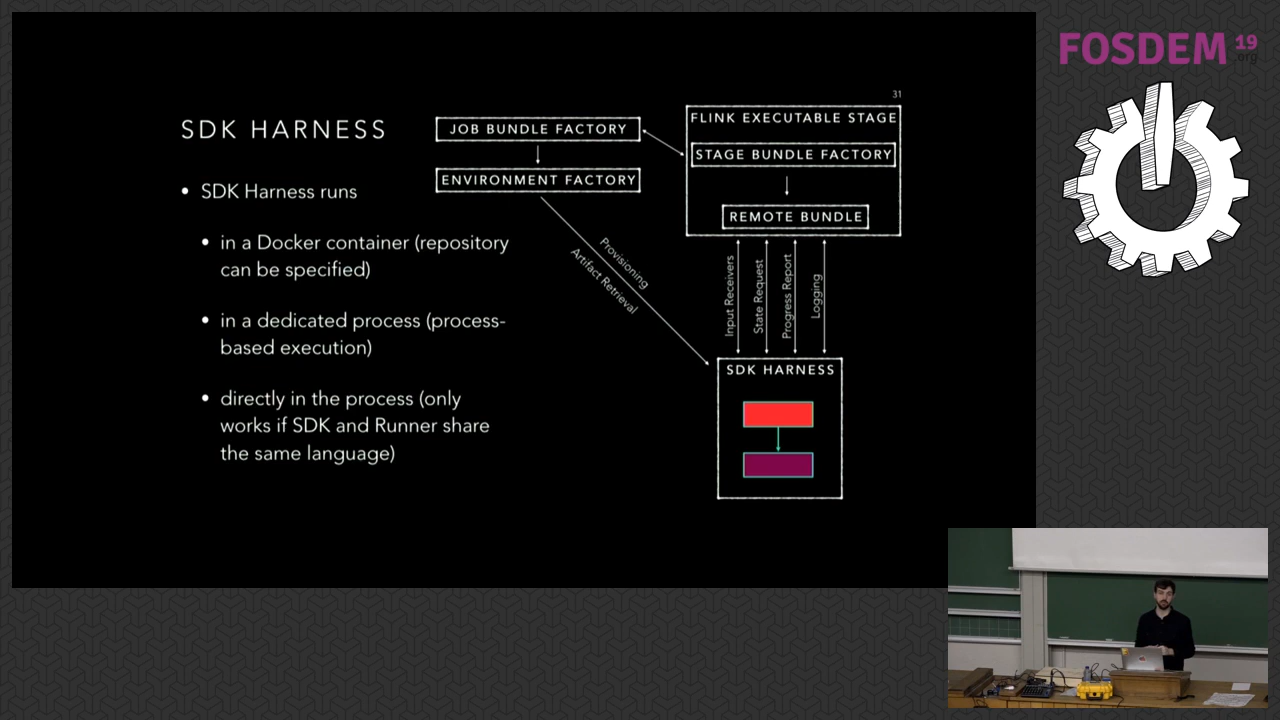 FOSDEM 19
.org
31
SDK HARNESS
• SDK Harness runs
• in a Docker container (repository
can be specified)
• in a dedicated process (process-
based execution)
• directly in the process (only
works if SDK and Runner share
the same language)
JOB BUNDLE FACTORY
ENVIRONMENT FACTORY
FLINK EXECUTABLE STAGE
STAGE BUNDLE FACTORY
REMOTE BUNDLE
Provisioning
Artifact Retrieval
Input Receivers
State Request
Progress Report
Logging
SDK HARNESS